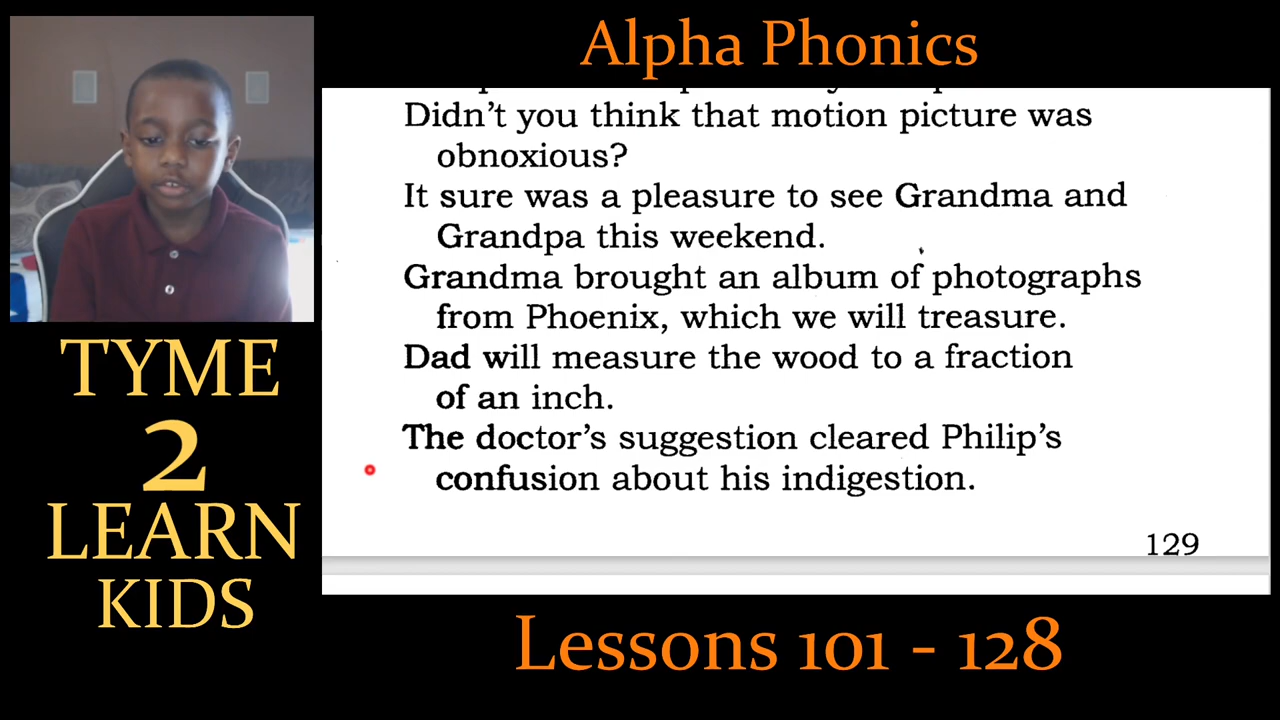 Alpha Phonics
Didn't you think that motion picture was
obnoxious?
It sure was a pleasure to see Grandma and
Grandpa this weekend.
Grandma brought an album of photographs
from Phoenix, which we will treasure.
Dad will measure the wood to a fraction
of an inch.
The doctor's suggestion cleared Philip's
confusion about his indigestion.
129
TYME
2
LEARN
KIDS
Lessons 101 - 128